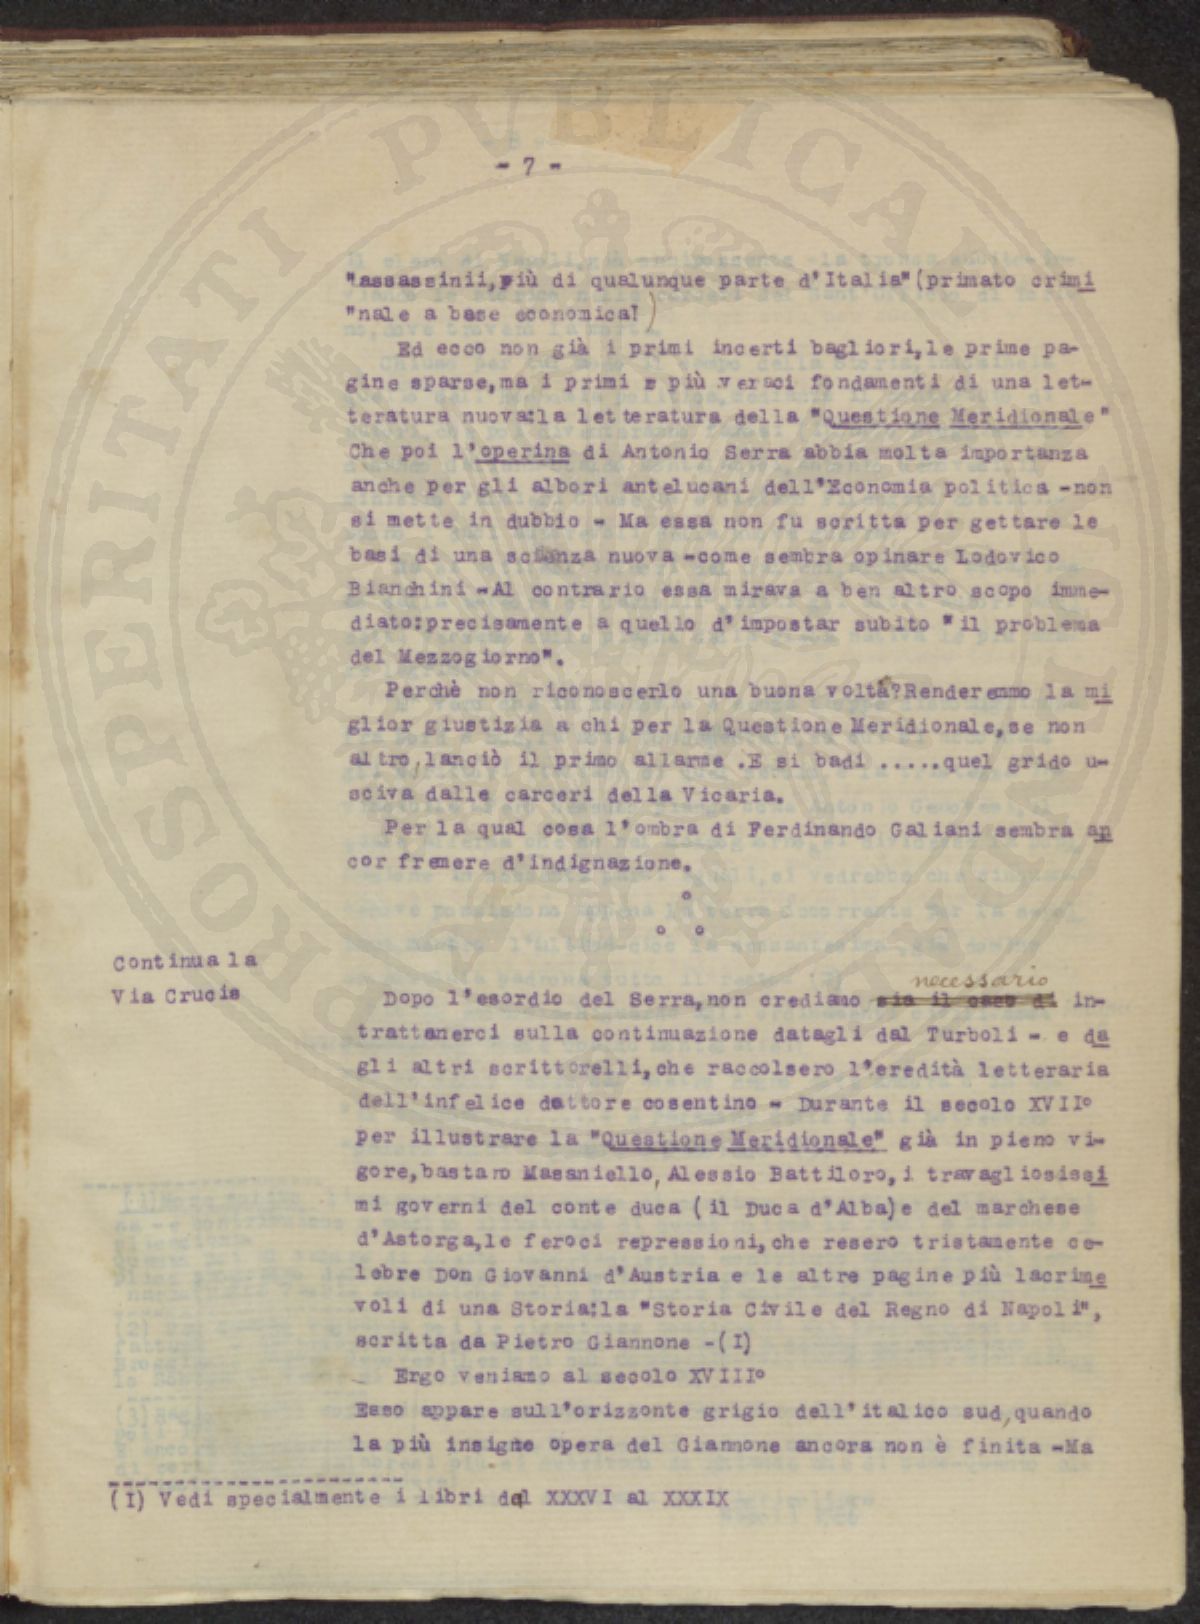 - 7 -
"assassinii, più di qualunque parte d'Italia" (primato crimi
"nale a base economica!)
Ed ecco non già i primi incerti bagliori, le prime pa-
gine sparse, ma i primi e più veraci fondamenti di una let-
teratura nuova: la letteratura della "Questione Meridionale"
Che poi l'operina di Antonio Serra abbia molta importanza
anche per gli albori antelucani dell'Economia politica -non
si mette in dubbio - Ma essa non fu scritta per gettare le
basi di una scienza nuova -come sembra opinare Lodovico
Bianchini -Al contrario essa mirava a ben altro scopo imme-
diato: precisamente a quello d'impostar subito "il problema
del Mezzogiorno".
Perchè non riconoscerlo una buona volta? Renderemmo la mi
glior giustizia a chi per la Questione Meridionale, se non
altro, lanciò il primo allarme .E si badi .....quel grido u-
sciva dalle carceri della Vicaria.
Per la qual cosa l'ombra di Ferdinando Galiani sembra an
cor fremere d'indignazione.
°
° °
Continua la
Via Crucis
necessario
Dopo l'esordio del Serra, non crediamo sia il caso di in-
trattenerci sulla continuazione datagli dal Turboli - e da
gli altri scrittorelli, che raccolsero l'eredità letteraria
dell'infelice dottore cosentino - Durante il secolo XVII°
per illustrare la "Questione Meridionale" già in pieno vi-
gore, bastaro Masaniello, Alessio Battiloro, i travagliosissi
mi governi del conte duca (il Duca d'Alba) e del marchese
d'Astorga, le feroci repressioni, che resero tristamente ce-
lebre Don Giovanni d'Austria e le altre pagine più lacrime
voli di una Storia: la "Storia Civile del Regno di Napoli",
scritta da Pietro Giannone -(I)
Ergo veniamo al secolo XVIII°
Esso appare sull'orizzonte grigio dell'italico sud, quando
la più insigne opera del Giannone ancora non è finita -Ma
(I) Vedi specialmente i libri dal XXXVI al XXXIX
PROSPERITATI PUBLICAE